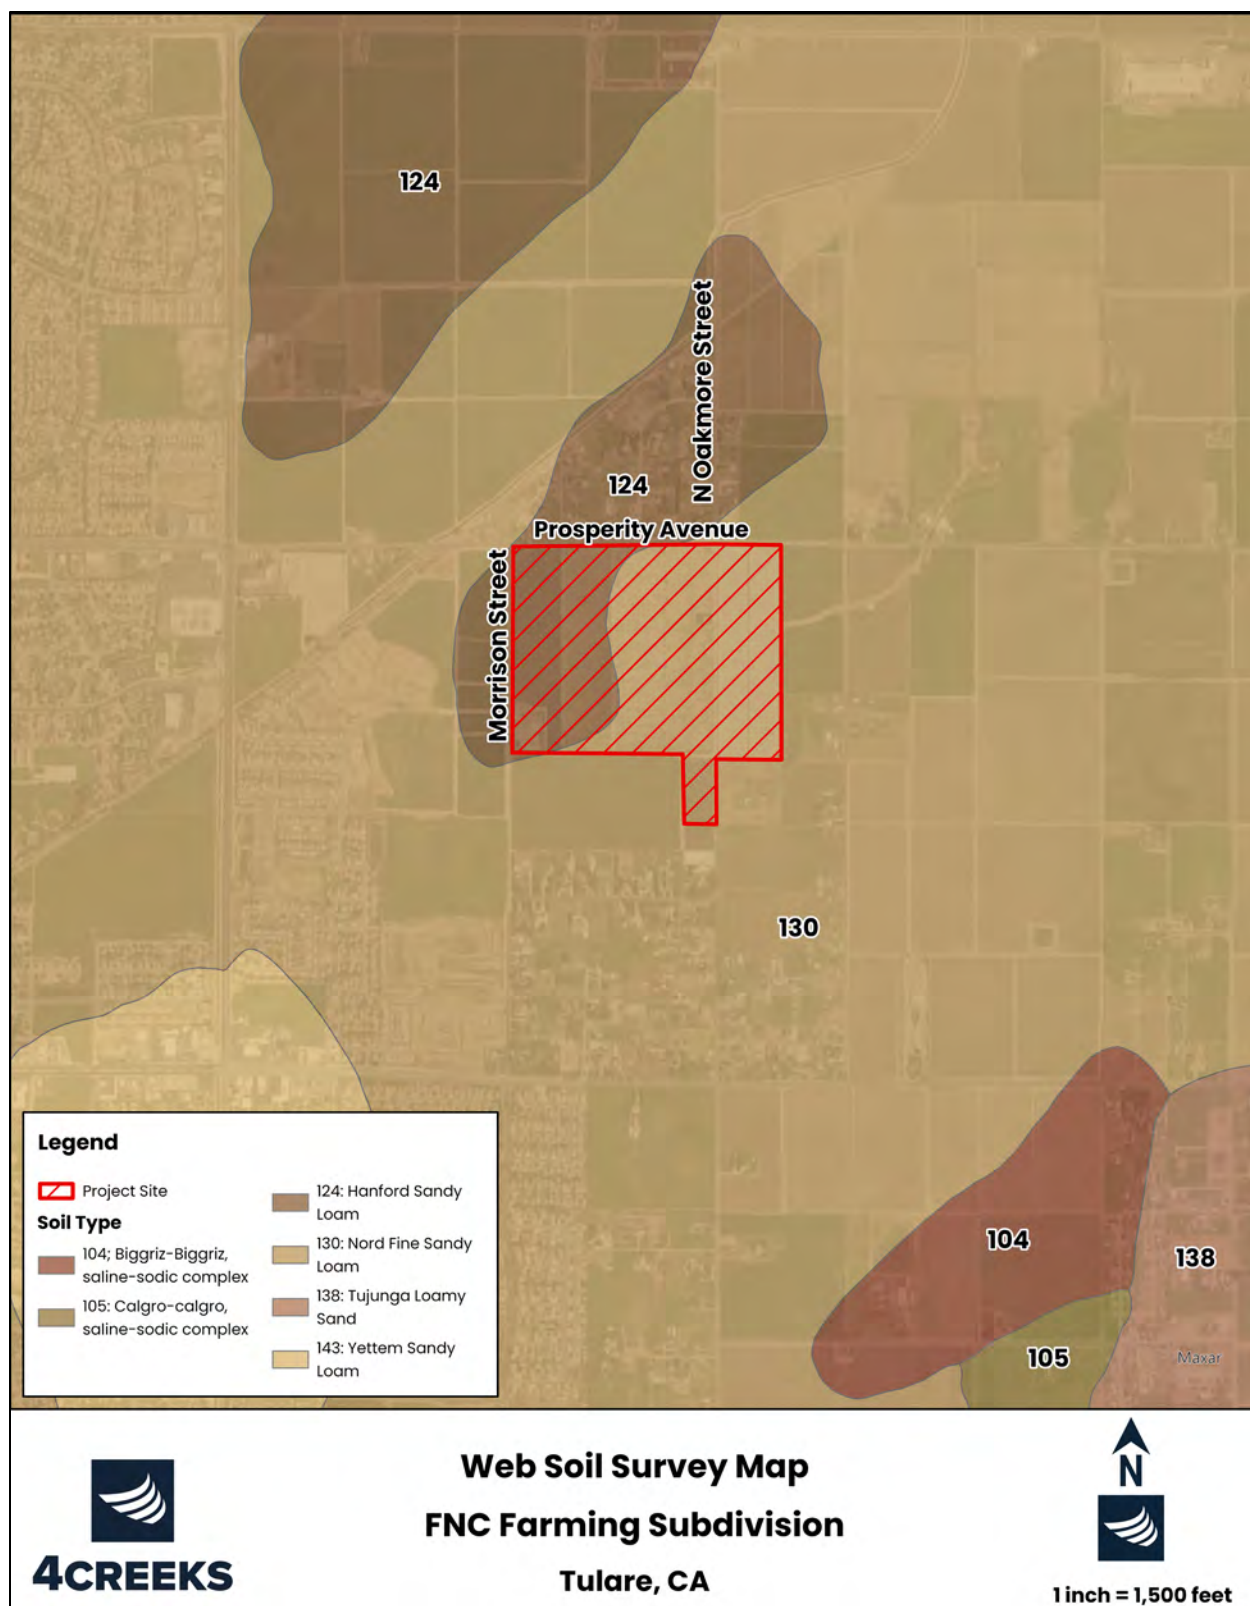 124
N Oakmore Street
124
Prosperity Avenue
Morrison Street
130
104
138
105
Maxar
Legend
Project Site
Soil Type
104; Biggriz-Biggriz,
saline-sodic complex
105: Calgro-calgro,
saline-sodic complex
124: Hanford Sandy
Loam
130: Nord Fine Sandy
Loam
138: Tujunga Loamy
Sand
143: Yettem Sandy
Loam
4CREEKS
Web Soil Survey Map
FNC Farming Subdivision
Tulare, CA
N
1 inch = 1,500 feet